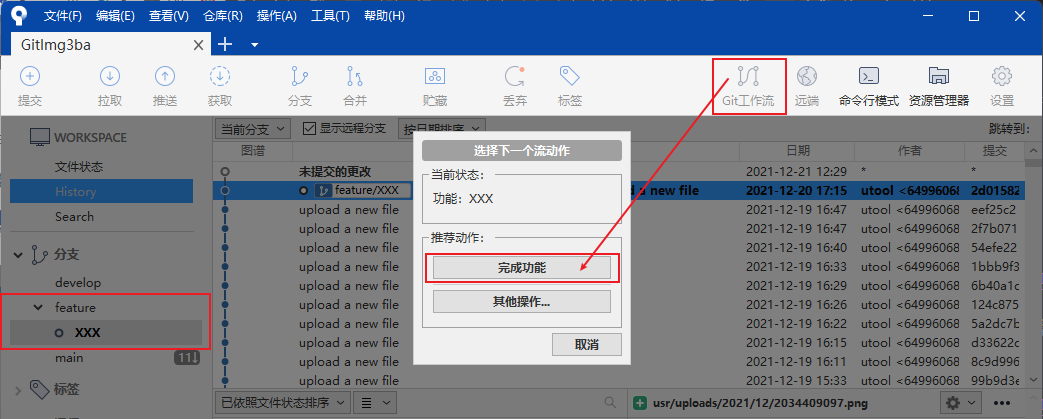 文件(F) 编辑(E) 查看(V) 仓库(R) 操作(A) 工具(T) 帮助(H)
GitImg3ba
提交 拉取 推送 获取 分支 合并 贮藏 丢弃 标签 Git工作流 远端 命令行模式 资源管理器 设置
WORKSPACE
文件状态
History
Search
分支
develop
feature
XXX
main 11
标签
当前分支 显示远程分支 按日期排序 跳转到:
图谱 日期 作者 提交
未提交的更改 2021-12-21 12:29 * *
feature/XXX d a new file 2021-12-20 17:15 utool <64996068 2d01582
upload a new file 2021-12-19 16:47 utool <64996068 eef25c2
upload a new file 2021-12-19 16:47 utool <64996068 2f7b071
upload a new file 2021-12-19 16:40 utool <64996068 54efe22
upload a new file 2021-12-19 16:33 utool <64996068 1bbb9f3
upload a new file 2021-12-19 16:29 utool <64996068 6b40a1c
upload a new file 2021-12-19 16:26 utool <64996068 124c875
upload a new file 2021-12-19 16:22 utool <64996068 5a2dc7b
upload a new file 2021-12-19 16:15 utool <64996068 d33622c
upload a new file 2021-12-19 16:11 utool <64996068 8c9d996
upload a new file 2021-12-19 15:33 utool <64996068 99b9d3e
选择下一个流动作
当前状态:
功能: XXX
推荐动作:
完成功能
其他操作...
取消
已依照文件状态排序 usr/uploads/2021/12/2034409097.png